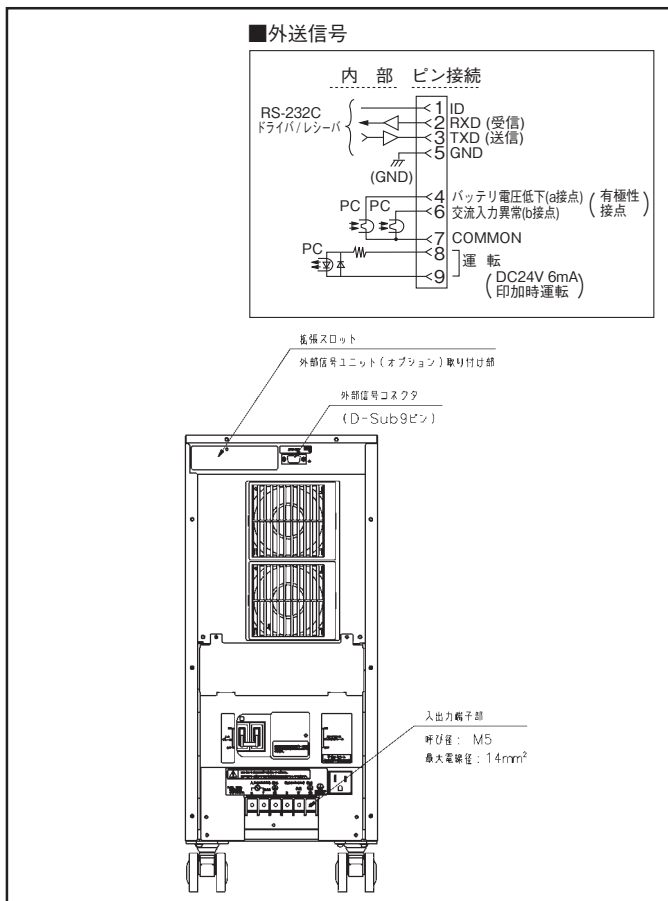 ■外送信号
内 部 ピン接続
RS-232C
ドライバ/レシーバ
1 ID
2 RXD (受信)
3 TXD (送信)
5 GND
(GND)
4 バッテリ電圧低下(a接点)
6 交流入力異常(b接点)
(有極性接点)
PC PC
7 COMMON
PC
8
9
運 転
(DC24V 6mA
印加時運転)
拡張スロット
外部信号ユニット(オプション)取り付け部
外部信号コネクタ
(D-Sub9ピン)
入出力端子部
呼び径: M5
最大電線径:14mm²